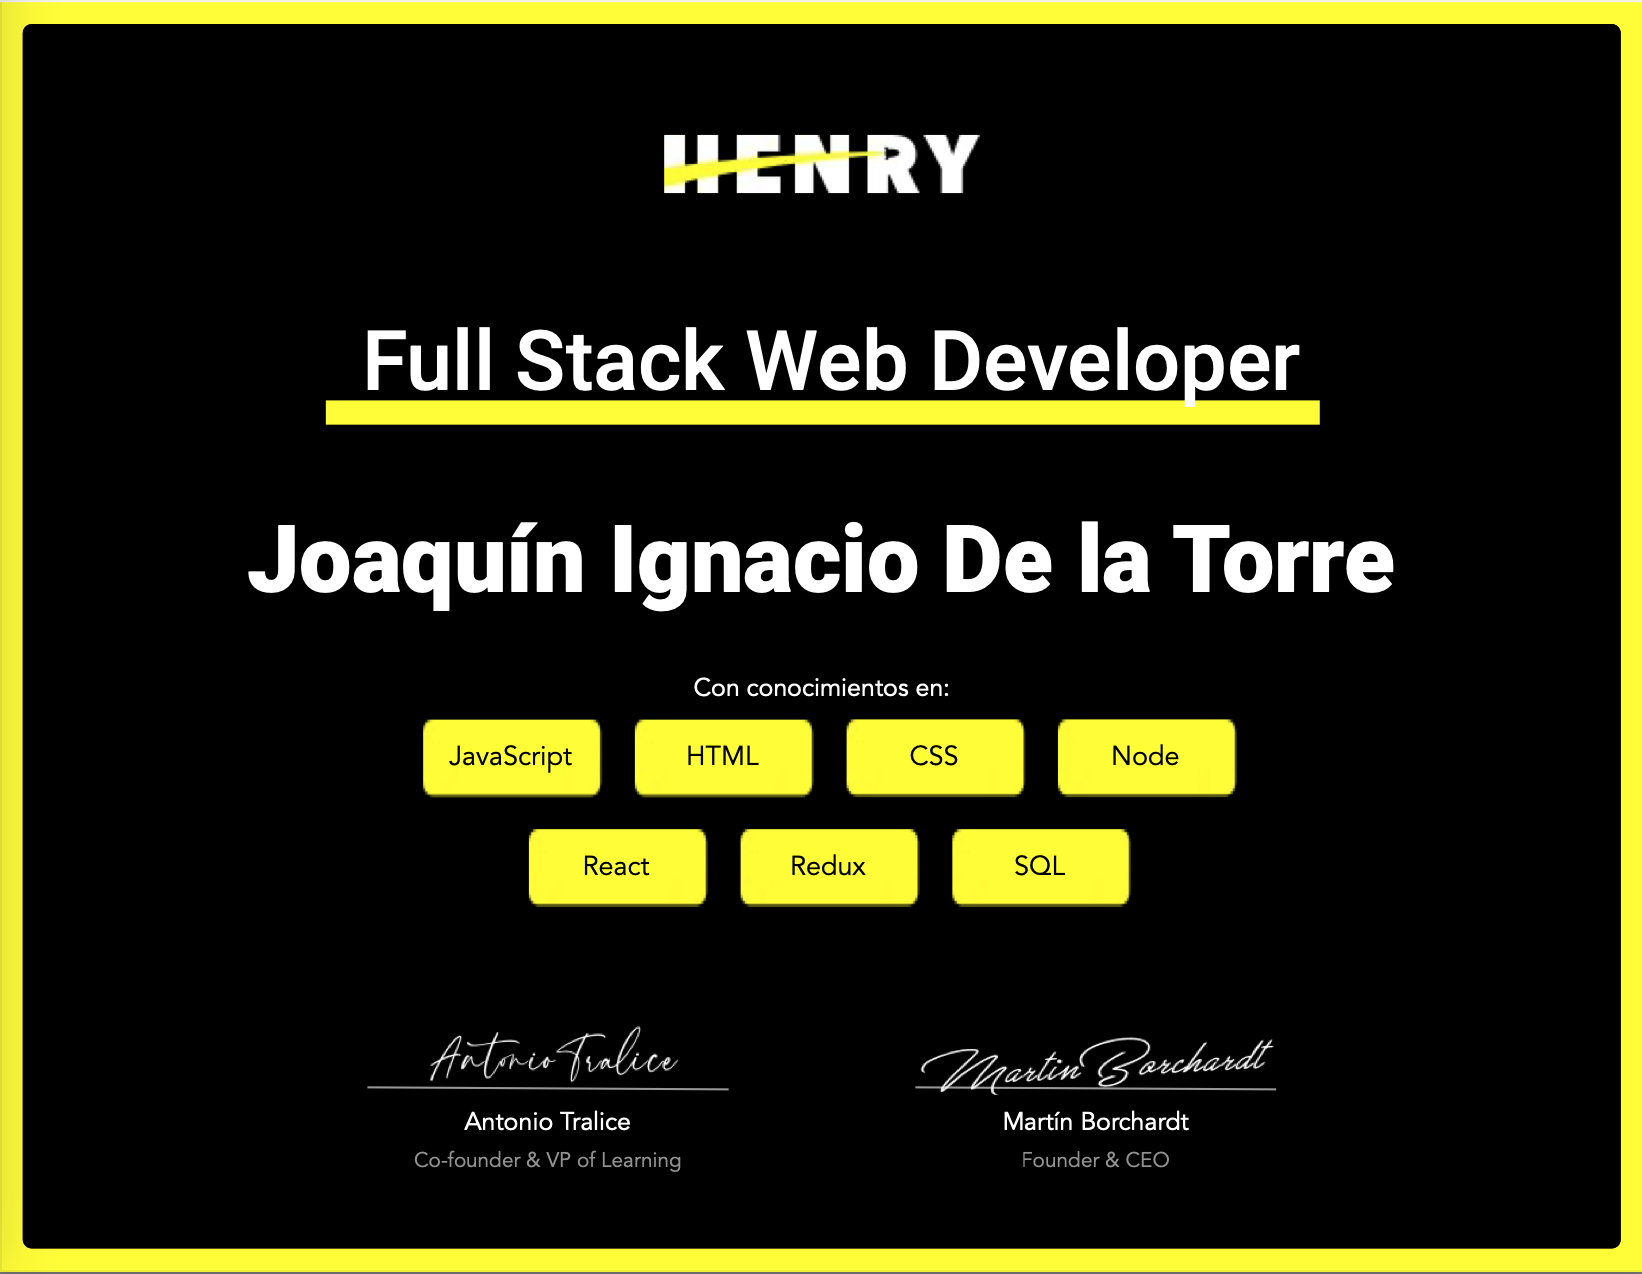 HENRY
Full Stack Web Developer
Joaquín Ignacio De la Torre
Con conocimientos en:
JavaScript HTML CSS Node
React Redux SQL
Antonio Tralice Martin Borchardt
Antonio Tralice Martín Borchardt
Co-founder & VP of Learning Founder & CEO